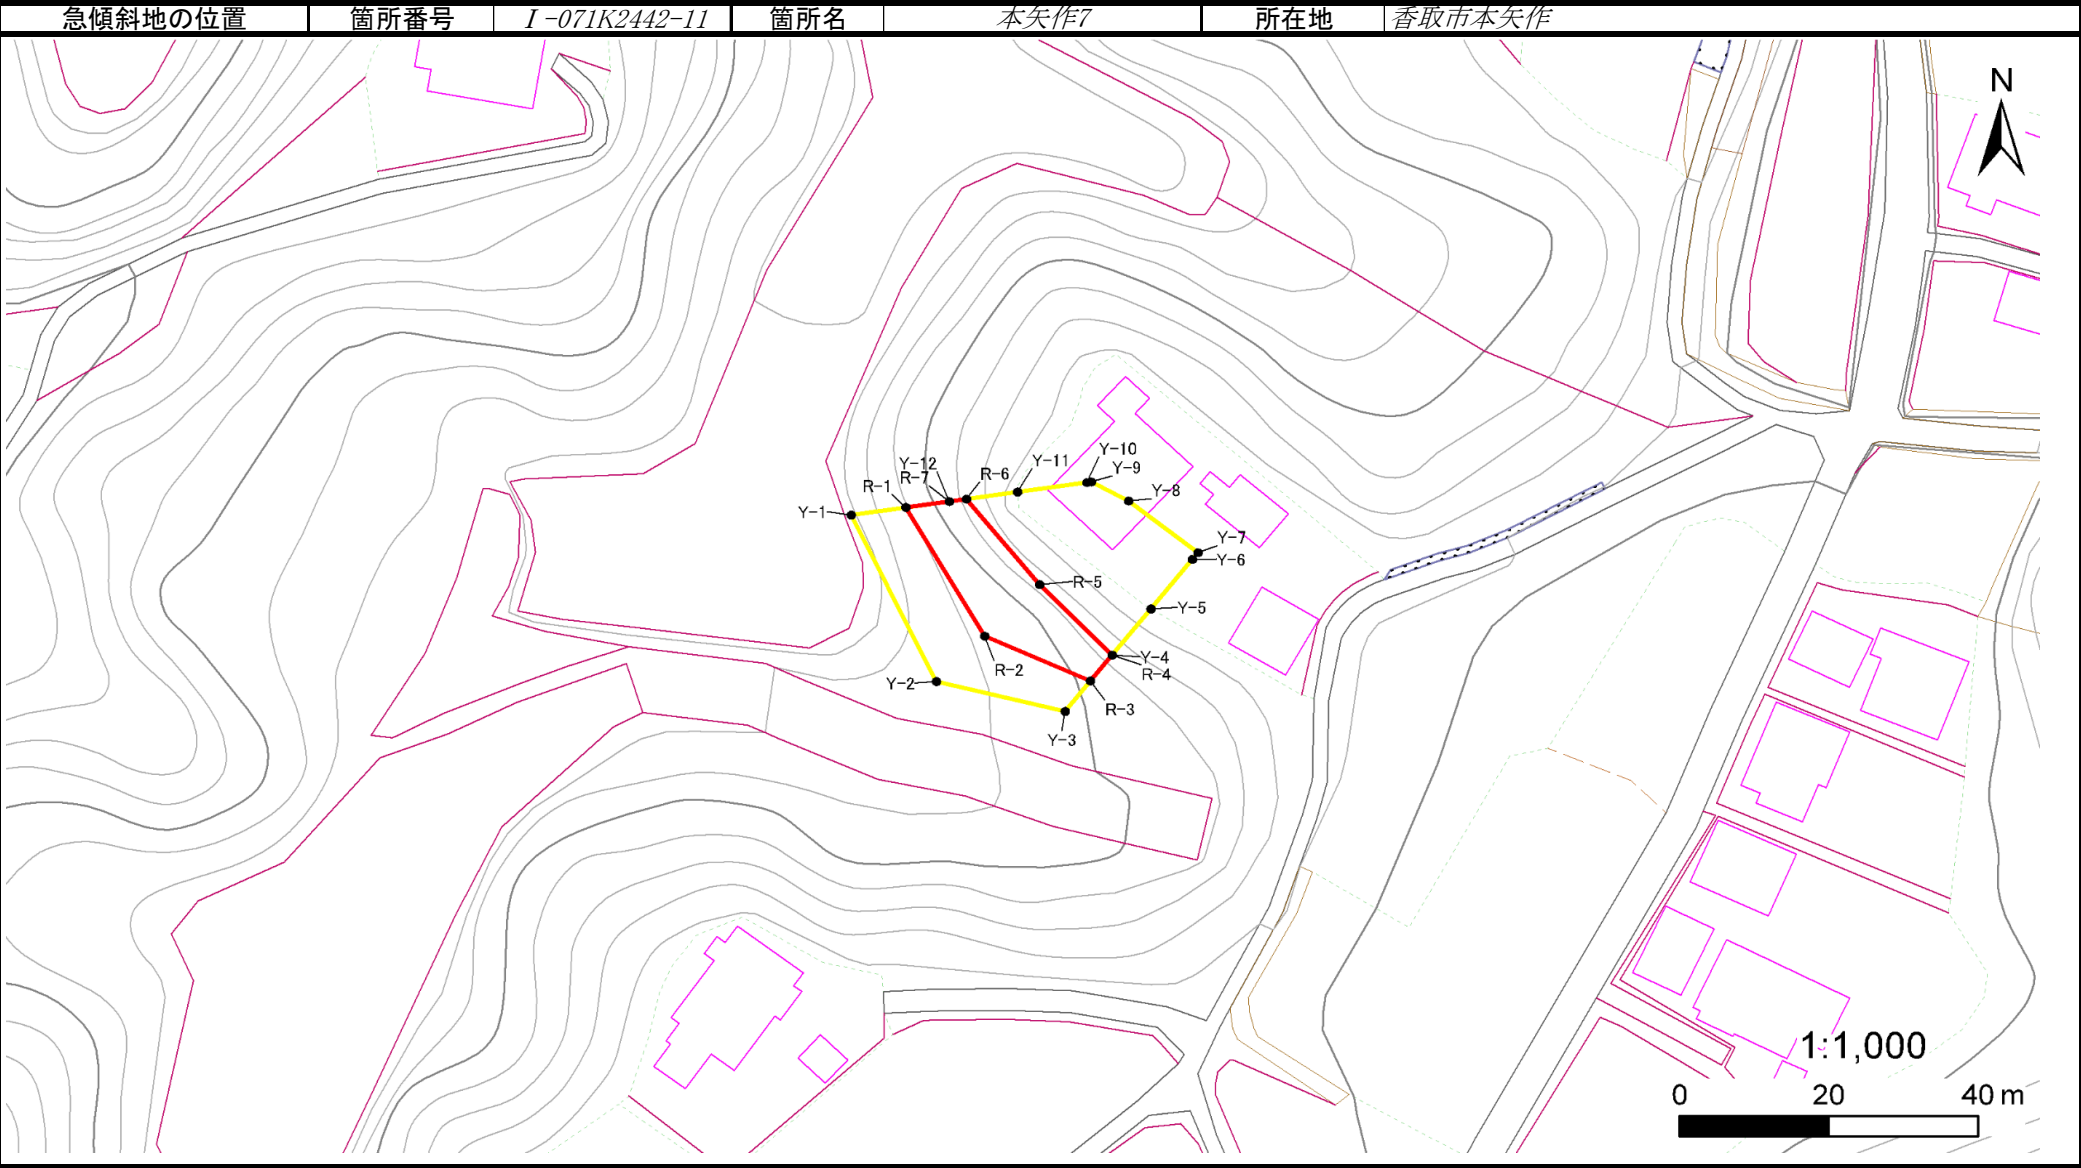 急傾斜地の位置 箇所番号 Ⅰ-071K2442-11 箇所名 本矢作7 所在地 香取市本矢作
N
Y-10
Y-12 Y-11 Y-9
R-7 R-6
R-1 Y-8
Y-1
Y-7
Y-6
R-5
Y-5
Y-4
R-2 R-4
Y-2
R-3
Y-3
1:1,000
0 20 40 m